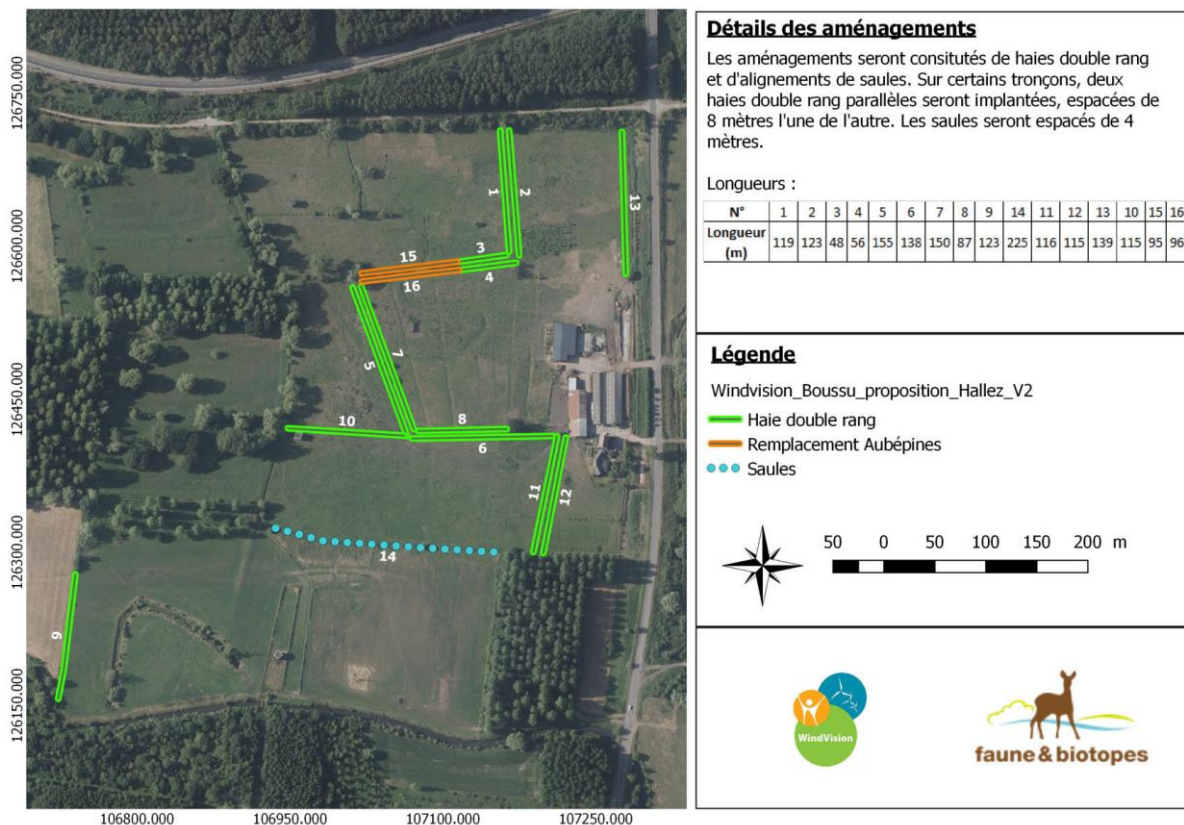 126750.000
126600.000
126450.000
126300.000
126150.000
106800.000
106950.000
107100.000
107250.000
1
2
13
3
15
4
16
7
5
8
10
6
11
12
14
9
Détails des aménagements
Les aménagements seront consitutés de haies double rang
et d'alignements de saules. Sur certains tronçons, deux
haies double rang parallèles seront implantées, espacées de
8 mètres l'une de l'autre. Les saules seront espacés de 4
mètres.
Longueurs :
N° 1 2 3 4 5 6 7 8 9 14 11 12 13 10 15 16
Longueur (m) 119 123 48 56 155 138 150 87 123 225 116 115 139 115 95 96
Légende
Windvision_Boussu_proposition_Hallez_V2
Haie double rang
Remplacement Aubépines
Saules
50 0 50 100 150 200 m
WindVision
faune & biotopes